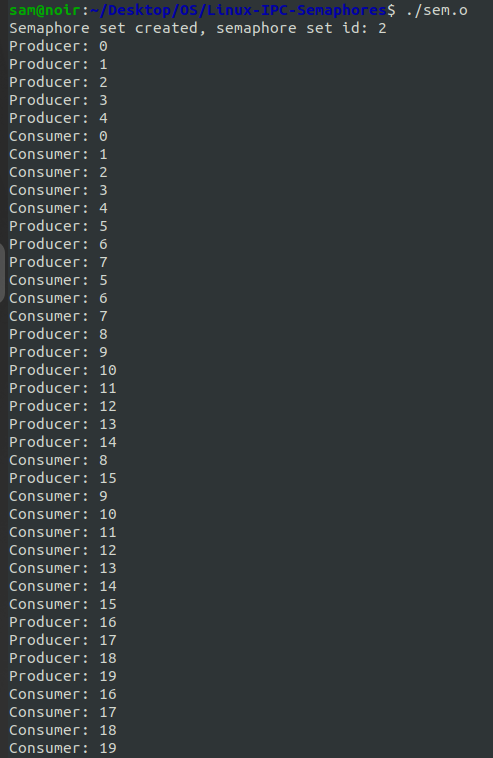 sam@noir:~/Desktop/OS/Linux-IPC-Semaphores$ ./sem.o
Semaphore set created, semaphore set id: 2
Producer: 0
Producer: 1
Producer: 2
Producer: 3
Producer: 4
Consumer: 0
Consumer: 1
Consumer: 2
Consumer: 3
Consumer: 4
Producer: 5
Producer: 6
Producer: 7
Consumer: 5
Consumer: 6
Consumer: 7
Producer: 8
Producer: 9
Producer: 10
Producer: 11
Producer: 12
Producer: 13
Producer: 14
Consumer: 8
Producer: 15
Consumer: 9
Consumer: 10
Consumer: 11
Consumer: 12
Consumer: 13
Consumer: 14
Consumer: 15
Producer: 16
Producer: 17
Producer: 18
Producer: 19
Consumer: 16
Consumer: 17
Consumer: 18
Consumer: 19